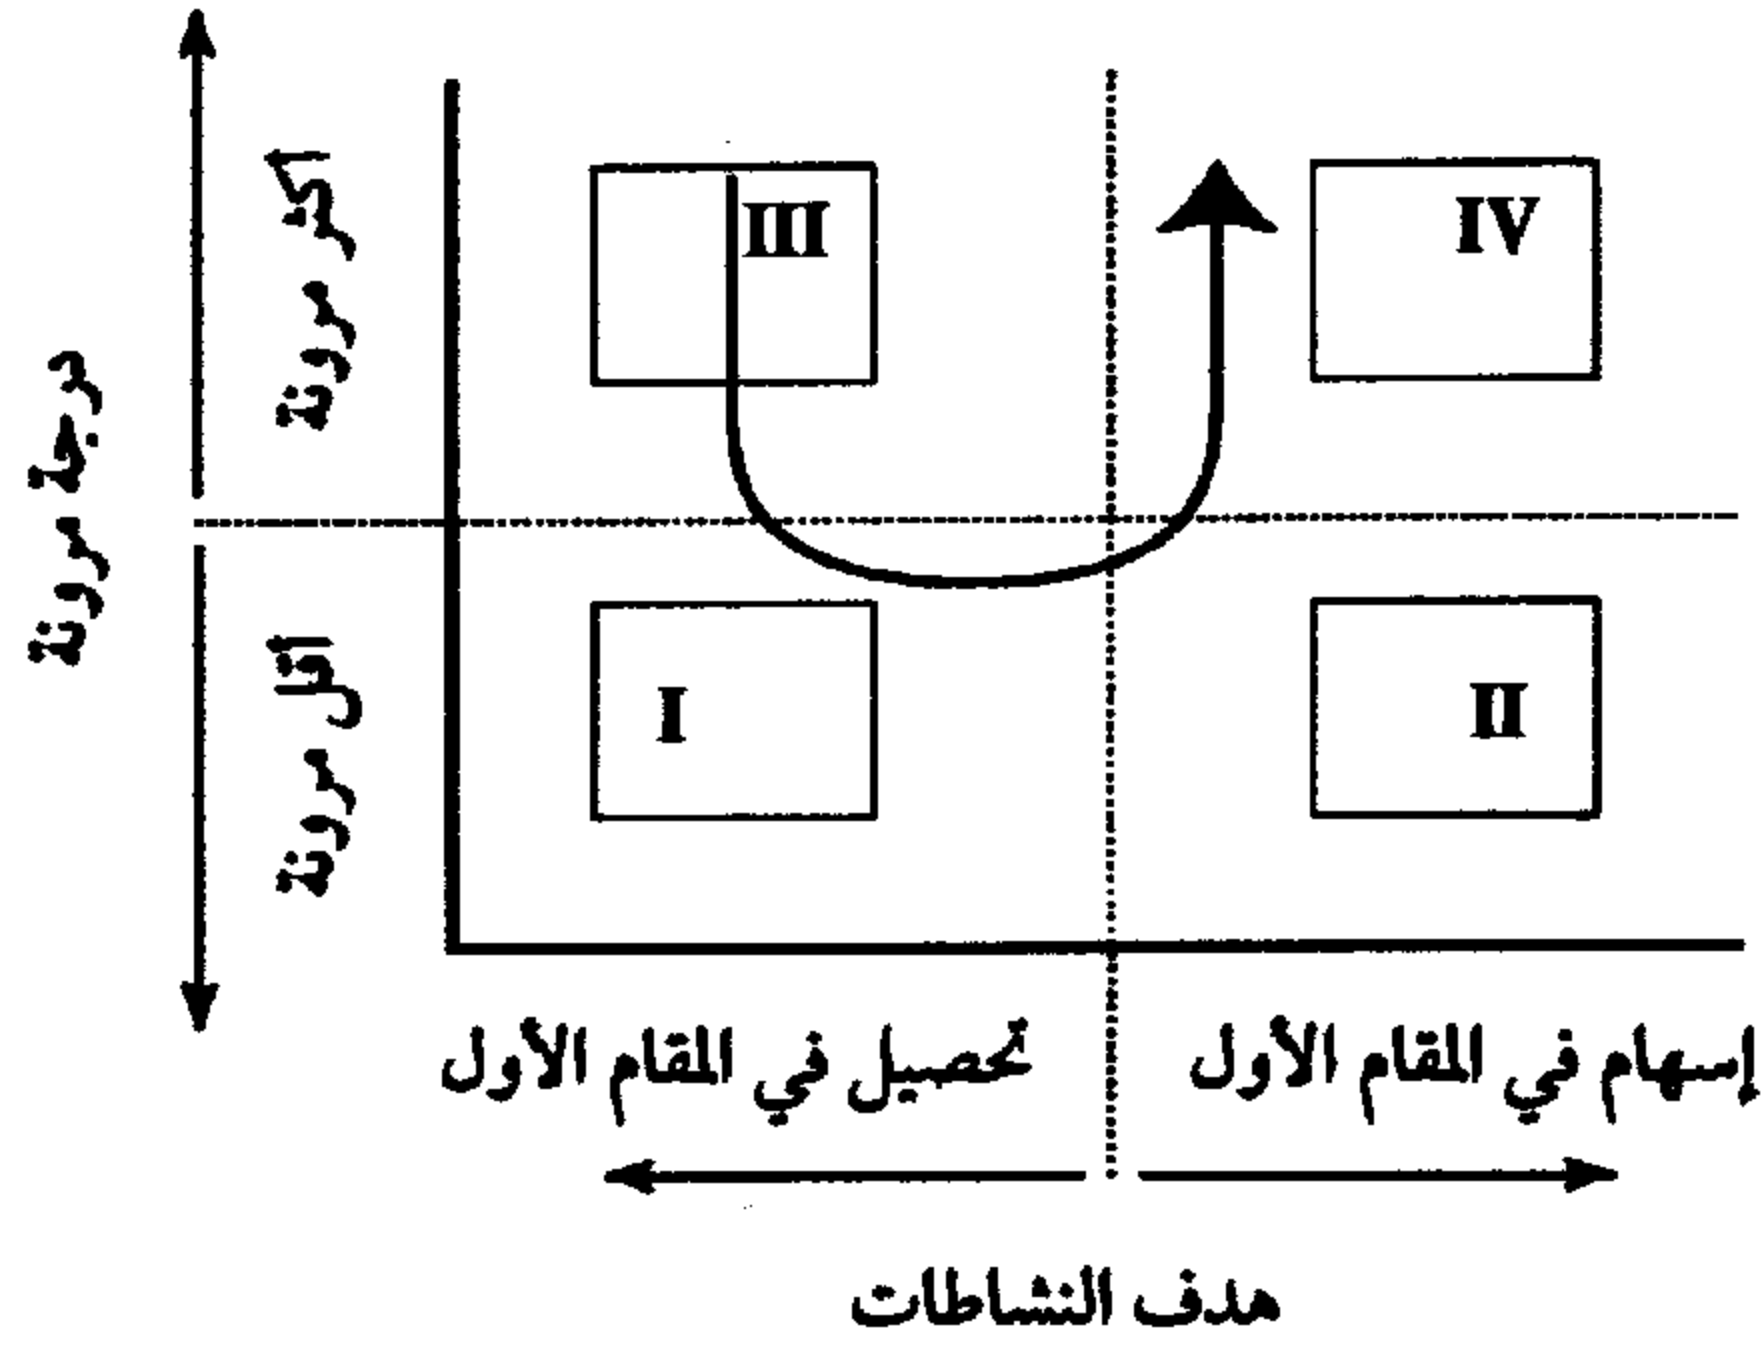 درجة مرونة
أكثر مرونة
أقل مرونة
III
IV
I
II
تحصيل في المقام الأول
إسهام في المقام الأول
هدف النشاطات